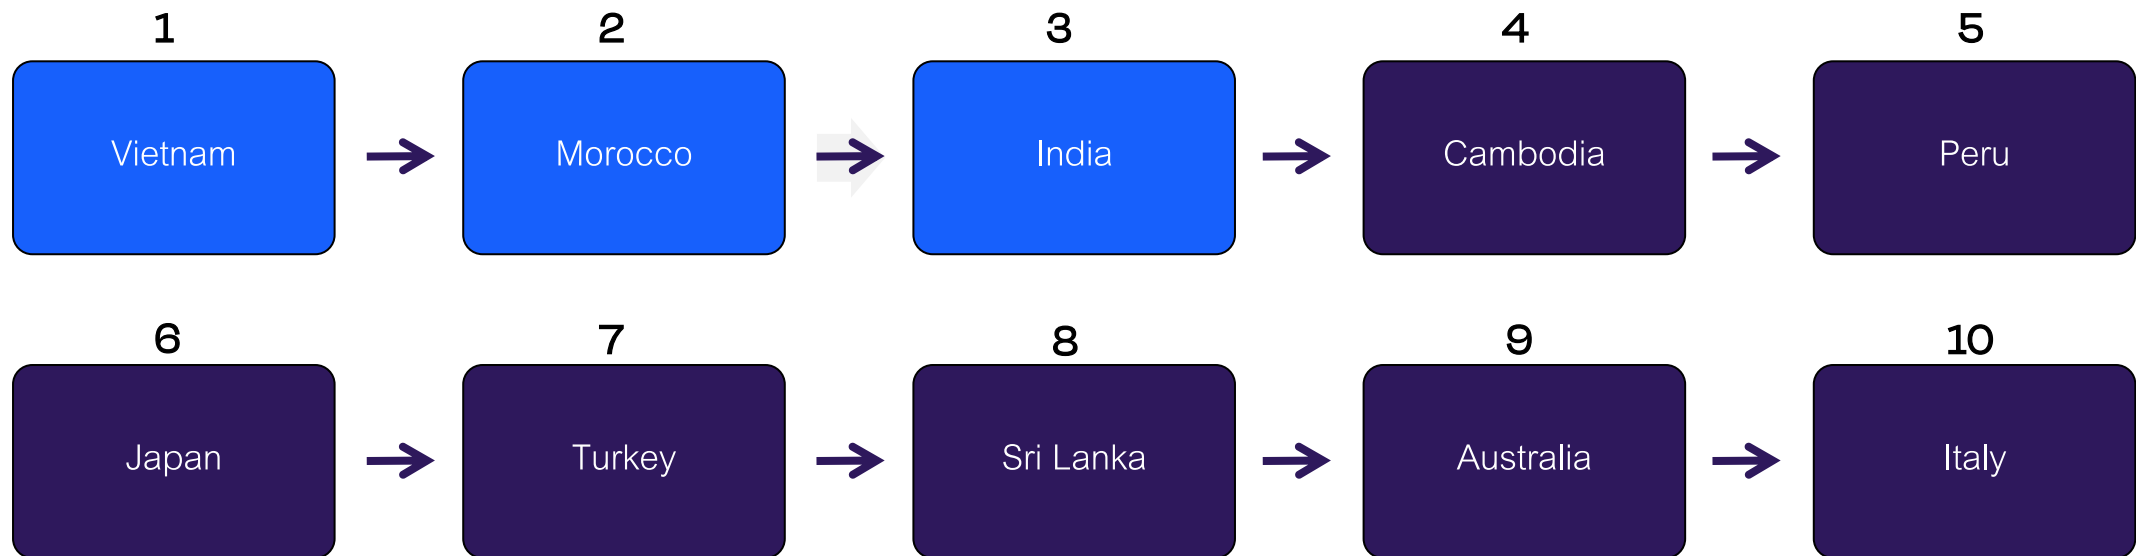 1 2 3 4 5
Vietnam Morocco India Cambodia Peru
6 7 8 9 10
Japan Turkey Sri Lanka Australia Italy